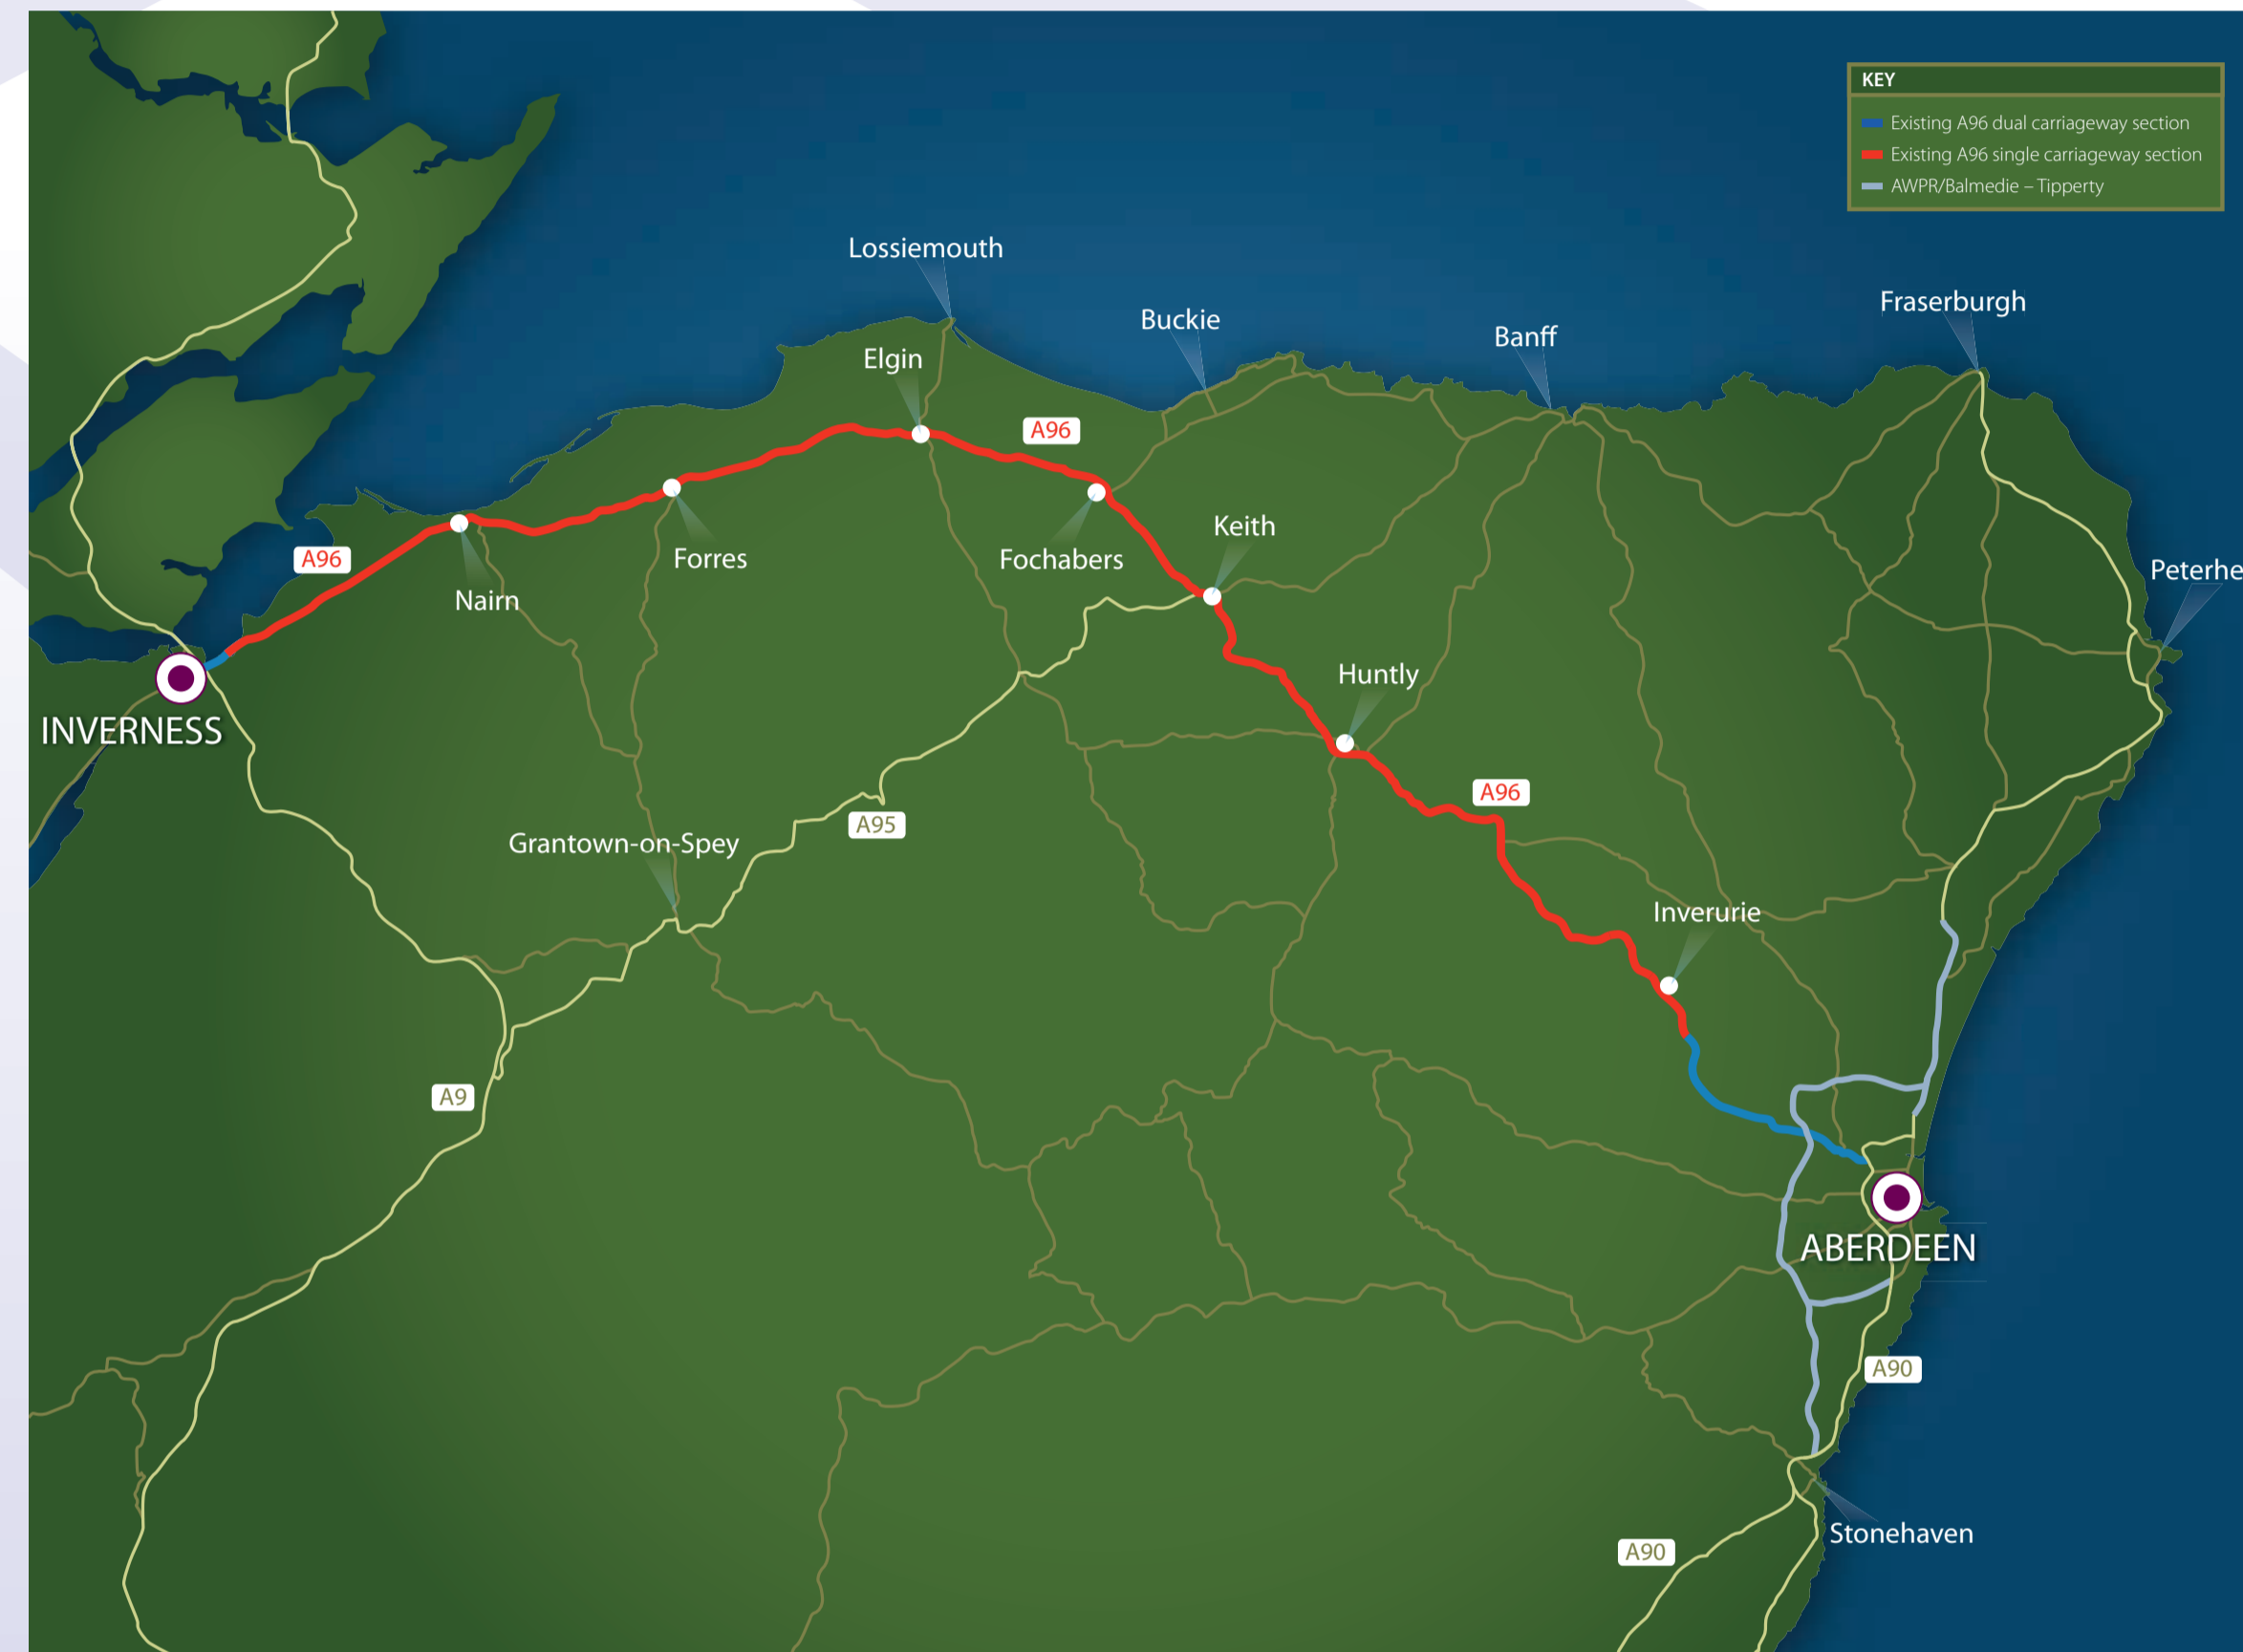 KEY
Existing A96 dual carriageway section
Existing A96 single carriageway section
AWPR/Balmedie – Tipperty
Lossiemouth
Fraserburgh
Buckie
Banff
Elgin
A96
Keith
A96
Forres
Fochabers
Peterhe
Nairn
Huntly
INVERNESS
A96
A95
Grantown-on-Spey
Inverurie
A9
ABERDEEN
A90
Stonehaven
A90